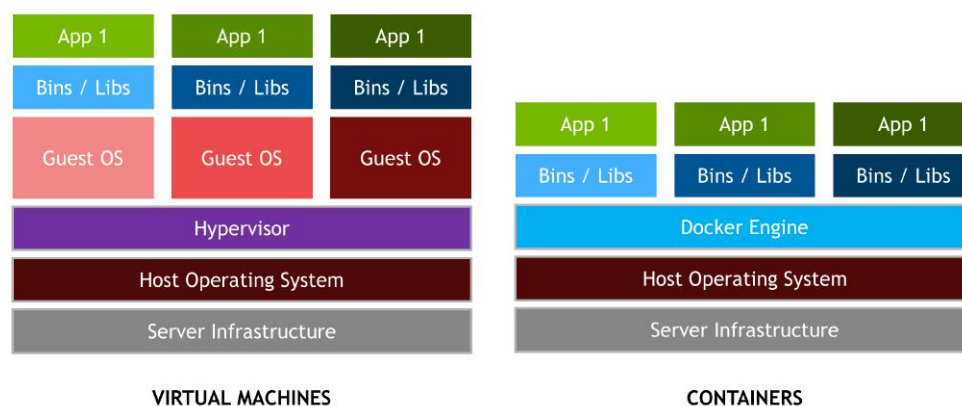 App 1 App 1 App 1
Bins / Libs Bins / Libs Bins / Libs
Guest OS Guest OS Guest OS
Hypervisor
Host Operating System
Server Infrastructure
VIRTUAL MACHINES
App 1 App 1 App 1
Bins / Libs Bins / Libs Bins / Libs
Docker Engine
Host Operating System
Server Infrastructure
CONTAINERS